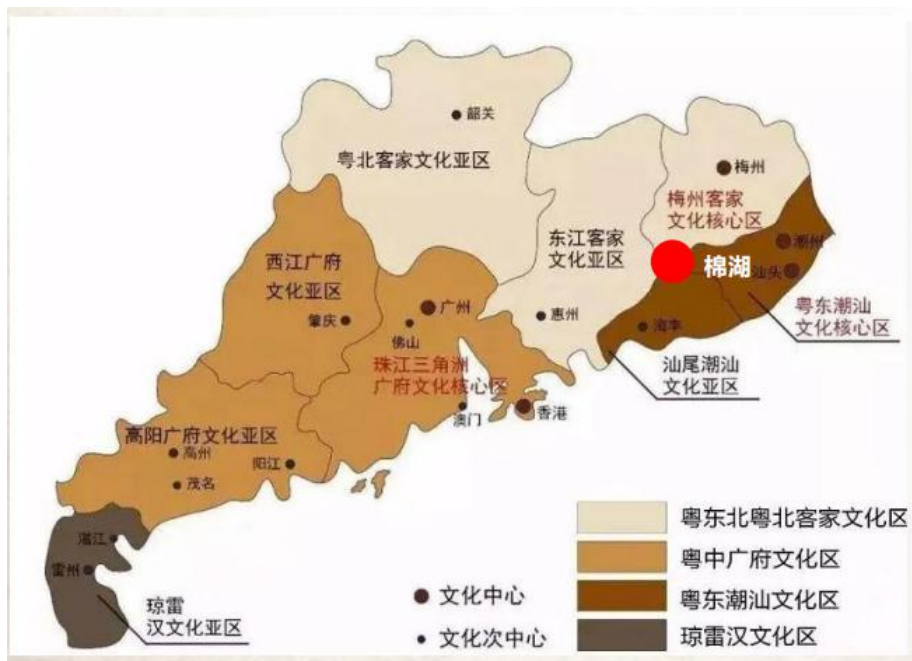 韶关
粤北客家文化亚区
梅州
梅州客家
文化核心区
东江客家
文化亚区
潮州
棉湖
汕头
西江广府
文化亚区
肇庆
广州
佛山
惠州
海丰
粤东潮汕
文化核心区
珠江三角洲
广府文化核心区
汕尾潮汕
文化亚区
澳门
香港
高阳广府文化亚区
高州
阳江
茂名
湛江
雷州
琼雷
汉文化亚区
文化中心
文化次中心
粤东北粤北客家文化区
粤中广府文化区
粤东潮汕文化区
琼雷汉文化区